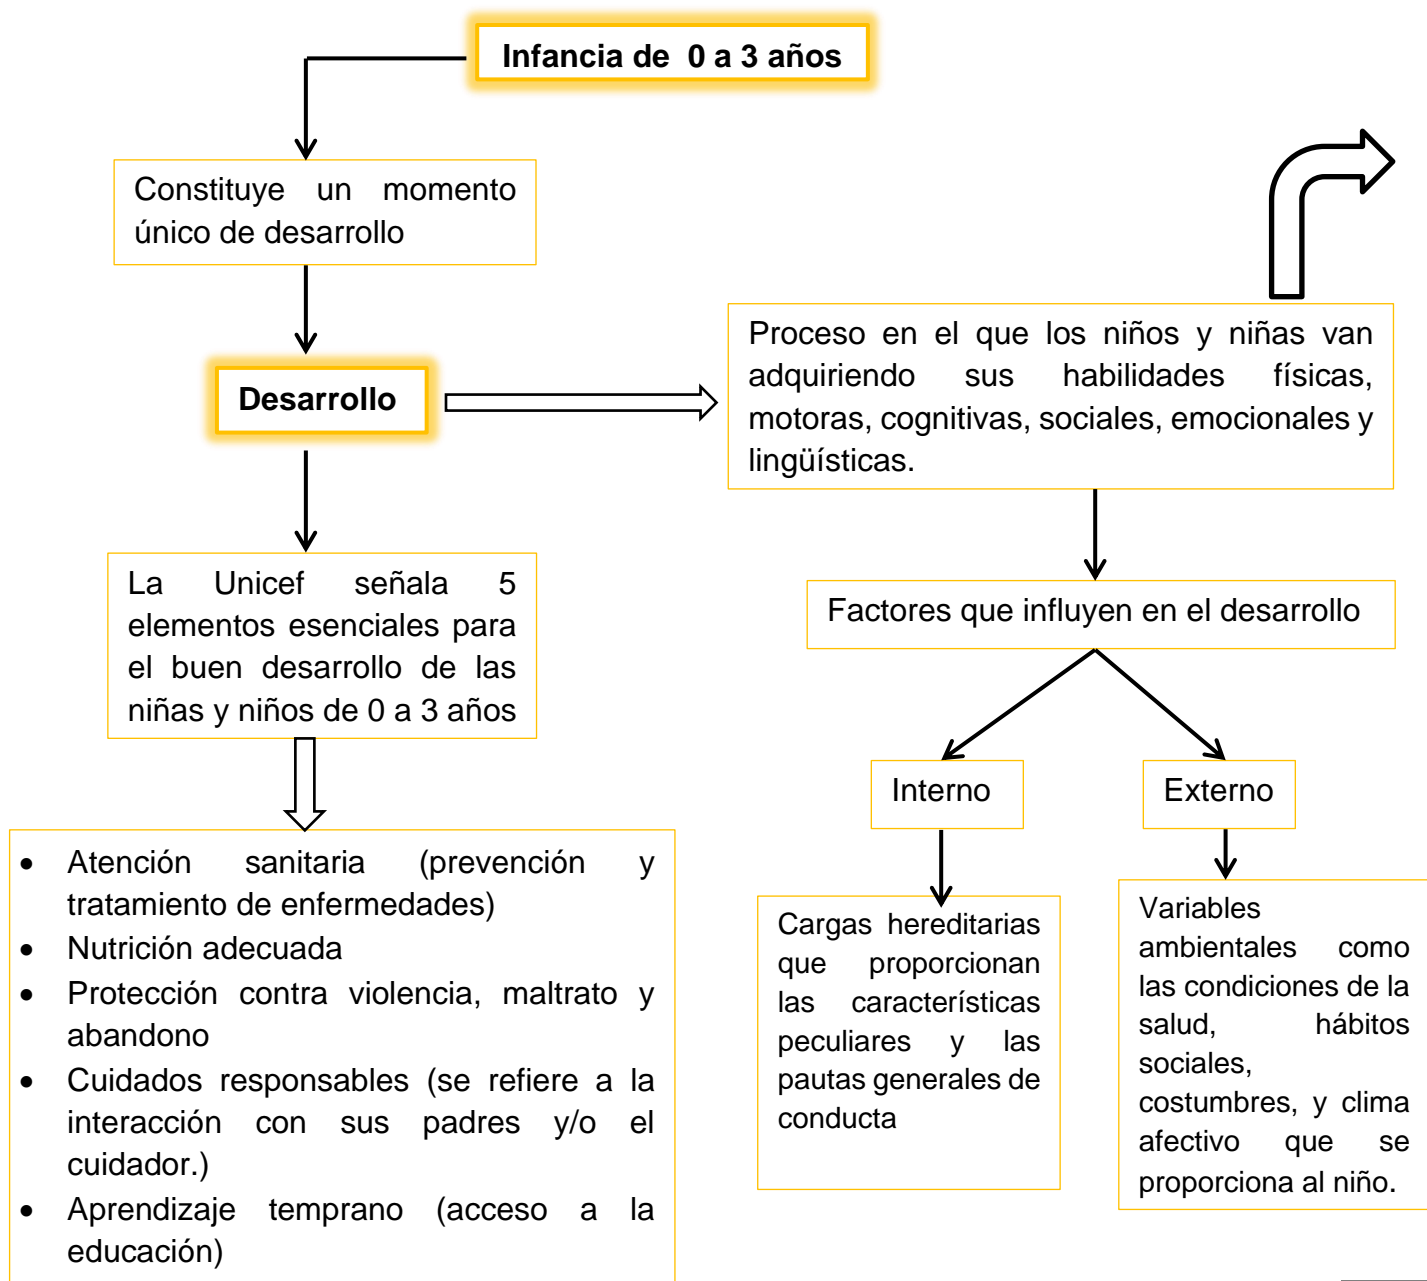 Infancia de 0 a 3 años
Constituye un momento
único de desarrollo
Desarrollo
Proceso en el que los niños y niñas van
adquiriendo sus habilidades físicas,
motoras, cognitivas, sociales, emocionales y
lingüísticas.
La Unicef señala 5
elementos esenciales para
el buen desarrollo de las
niñas y niños de 0 a 3 años
Factores que influyen en el desarrollo
Interno
Externo
• Atención sanitaria (prevención y
tratamiento de enfermedades)
• Nutrición adecuada
• Protección contra violencia, maltrato y
abandono
• Cuidados responsables (se refiere a la
interacción con sus padres y/o el
cuidador.)
• Aprendizaje temprano (acceso a la
educación)
Cargas hereditarias
que proporcionan
las características
peculiares y las
pautas generales de
conducta
Variables
ambientales como
las condiciones de la
salud, hábitos
sociales,
costumbres, y clima
afectivo que se
proporciona al niño.